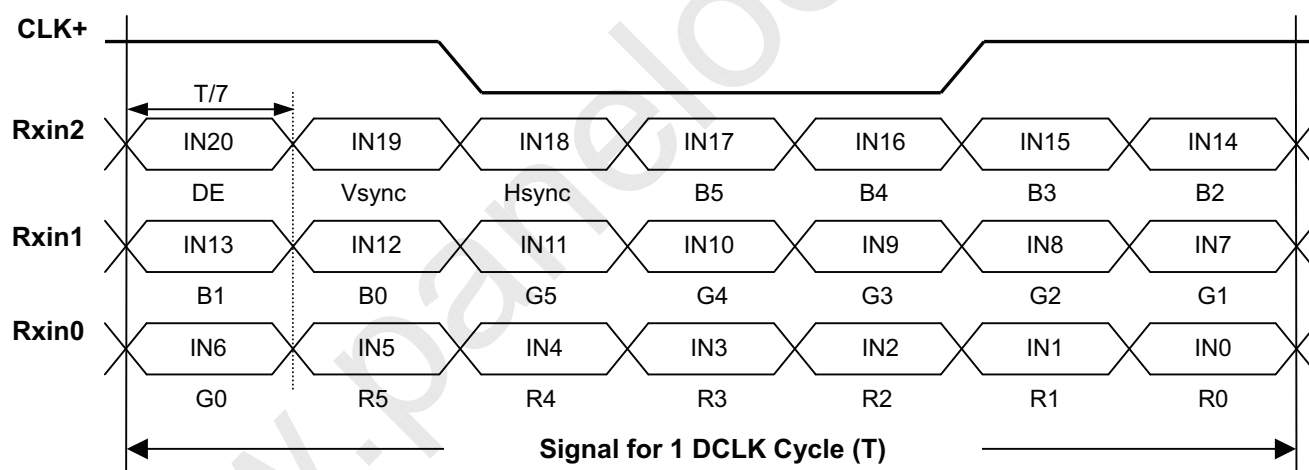 CLK+
T/7
Rxin2 IN20 IN19 IN18 IN17 IN16 IN15 IN14
DE Vsync Hsync B5 B4 B3 B2
Rxin1 IN13 IN12 IN11 IN10 IN9 IN8 IN7
B1 B0 G5 G4 G3 G2 G1
Rxin0 IN6 IN5 IN4 IN3 IN2 IN1 IN0
G0 R5 R4 R3 R2 R1 R0
Signal for 1 DCLK Cycle (T)